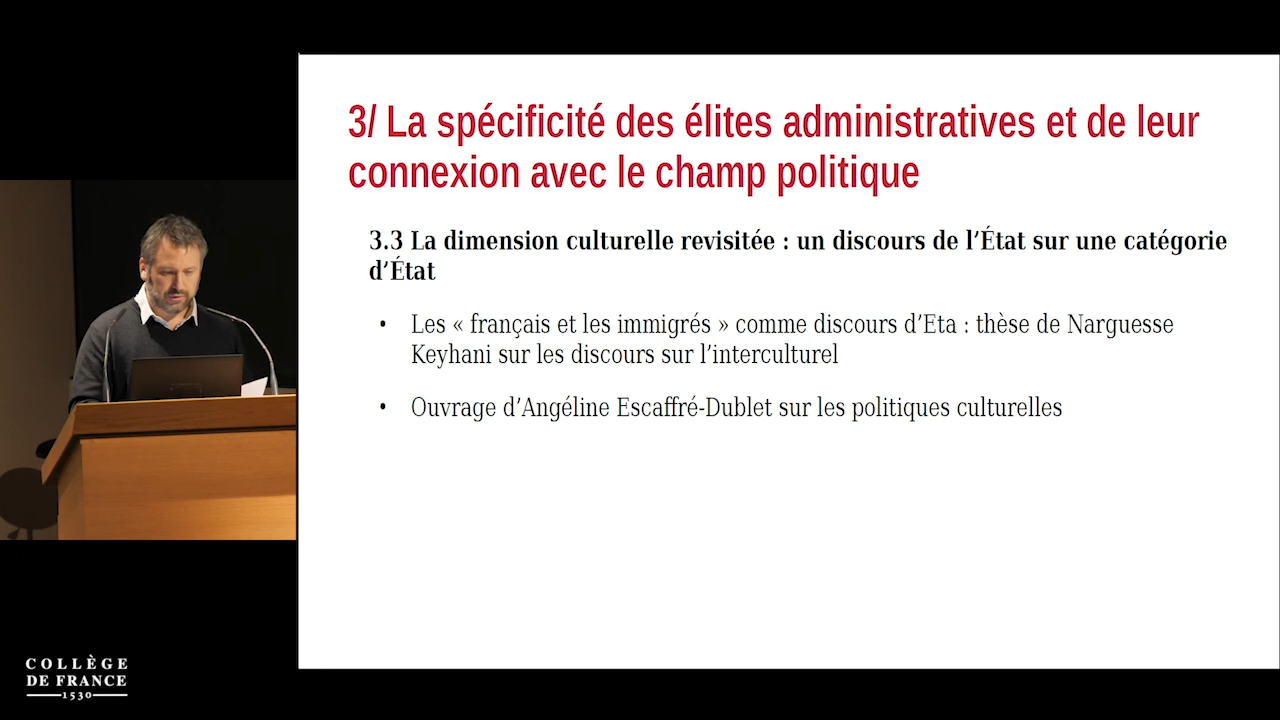 3/ La spécificité des élites administratives et de leur
connexion avec le champ politique
3.3 La dimension culturelle revisitée : un discours de l’État sur une catégorie
d’État
• Les « français et les immigrés » comme discours d’Eta : thèse de Narguesse
Keyhani sur les discours sur l’interculturel
• Ouvrage d’Angéline Escaffré-Dublet sur les politiques culturelles
COLLÈGE
DE FRANCE
1530